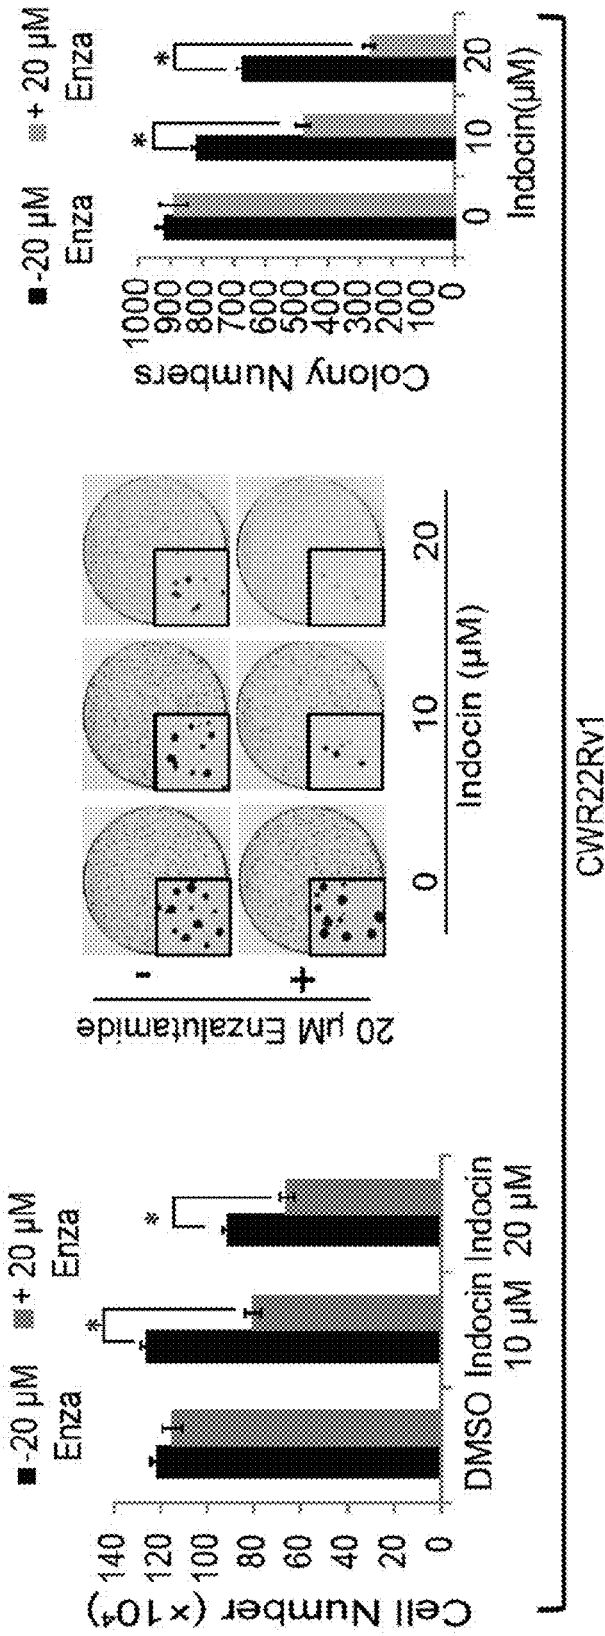 ■-20 μM
Enza
+ 20 μM
Enza
Cell Number (×10⁴)
140
120
100
80
60
40
20
0
*
*
DMSO
Indocin
10 μM
Indocin
20 μM
20 μM Enzalutamide
-
+
0
10
20
Indocin (μM)
■-20 μM
Enza
+ 20 μM
Enza
Colony Numbers
1000
900
800
700
600
500
400
300
200
100
0
*
*
0
10
20
Indocin(μM)
CWR22Rv1